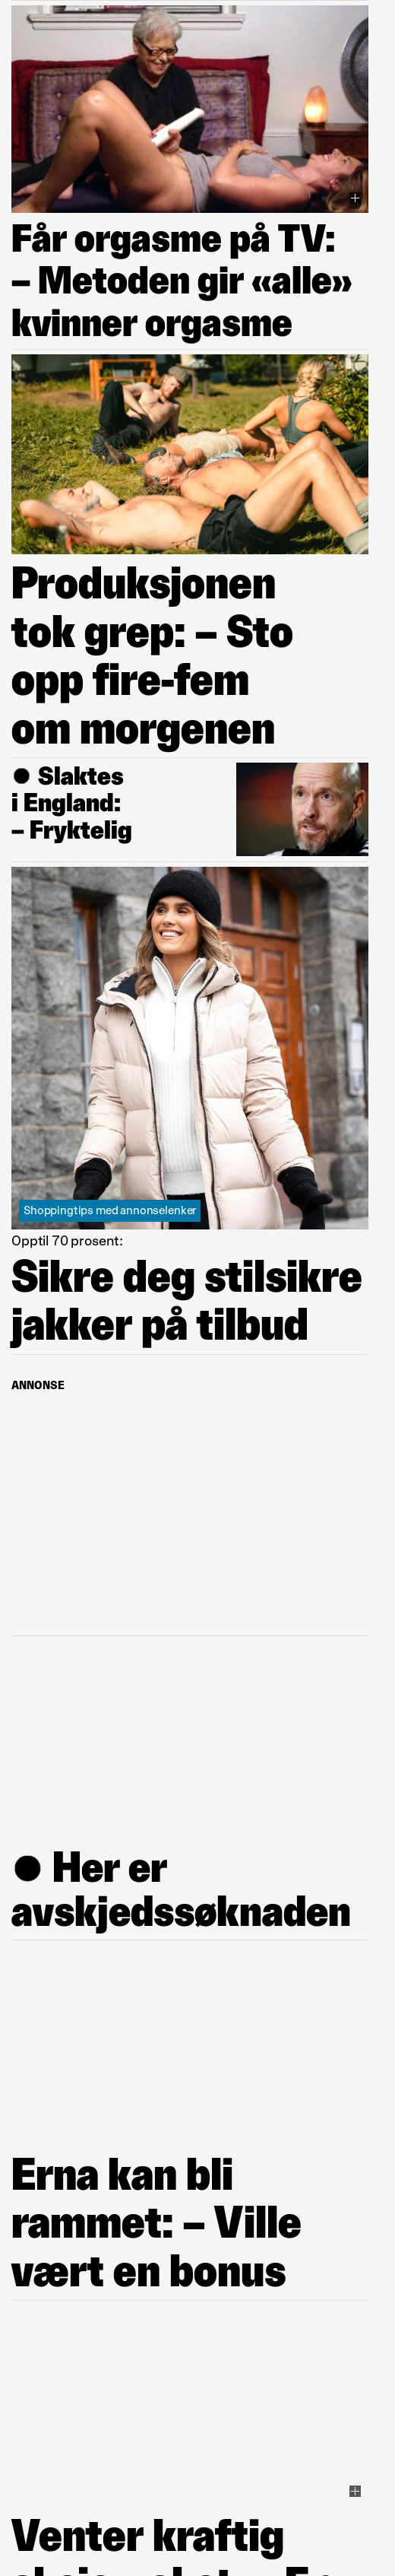 Får orgasme på TV:
– Metoden gir «alle»
kvinner orgasme
Produksjonen
tok grep: – Sto
opp fire-fem
om morgenen
● Slaktes
i England:
– Fryktelig
Shoppingtips med annonselenker
Opptil 70 prosent:
Sikre deg stilsikre
jakker på tilbud
ANNONSE
● Her er
avskjedssøknaden
Erna kan bli
rammet: – Ville
vært en bonus
Venter kraftig